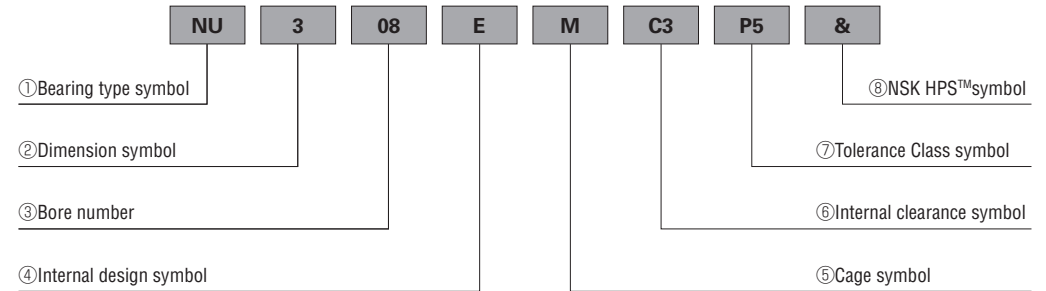 NU 3 08 E M C3 P5 &
①Bearing type symbol ⑧NSK HPS™symbol
②Dimension symbol ⑦Tolerance Class symbol
③Bore number ⑥Internal clearance symbol
④Internal design symbol ⑤Cage symbol